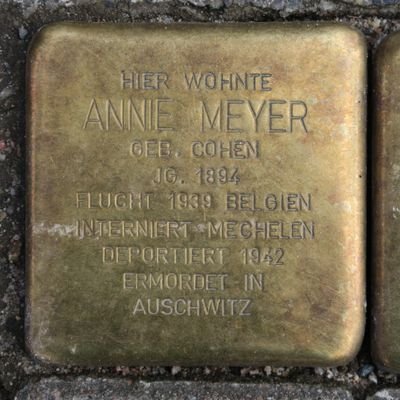 HIER WOHNTE
ANNIE MEYER
GEB. COHEN
JG. 1894
FLUCHT 1939 BELGIEN
INTERNIERT MECHELEN
DEPORTIERT 1942
ERMORDET IN
AUSCHWITZ